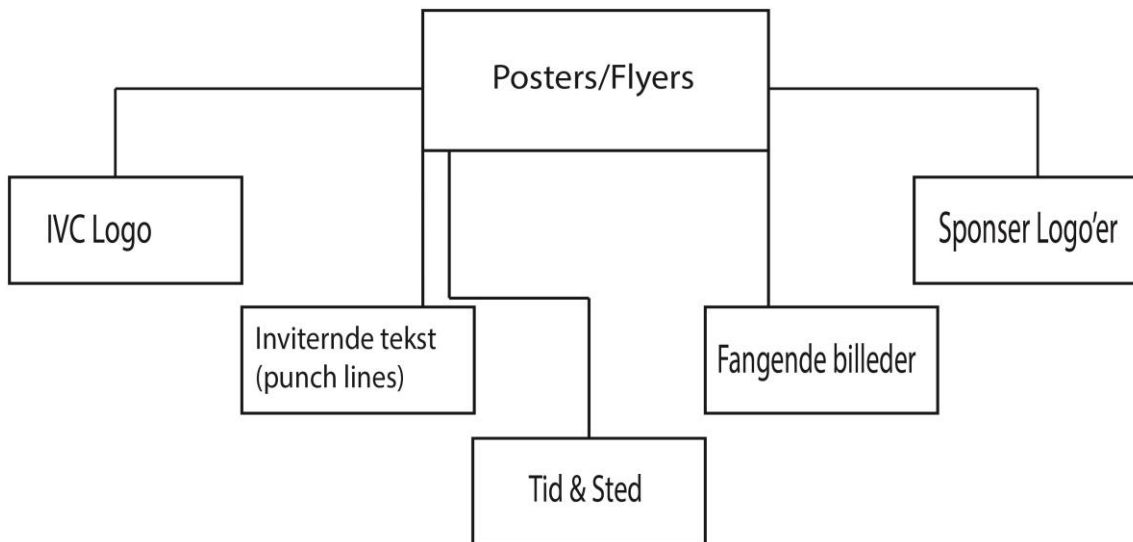 Posters/Flyers
IVC Logo
Sponser Logo’er
Inviternde tekst
(punch lines)
Fangende billeder
Tid & Sted